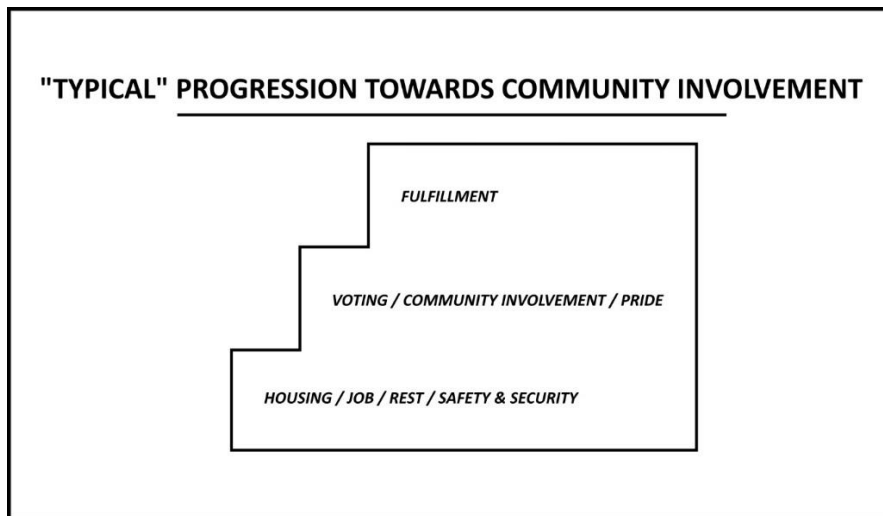 "TYPICAL" PROGRESSION TOWARDS COMMUNITY INVOLVEMENT
FULFILLMENT
VOTING / COMMUNITY INVOLVEMENT / PRIDE
HOUSING / JOB / REST / SAFETY & SECURITY